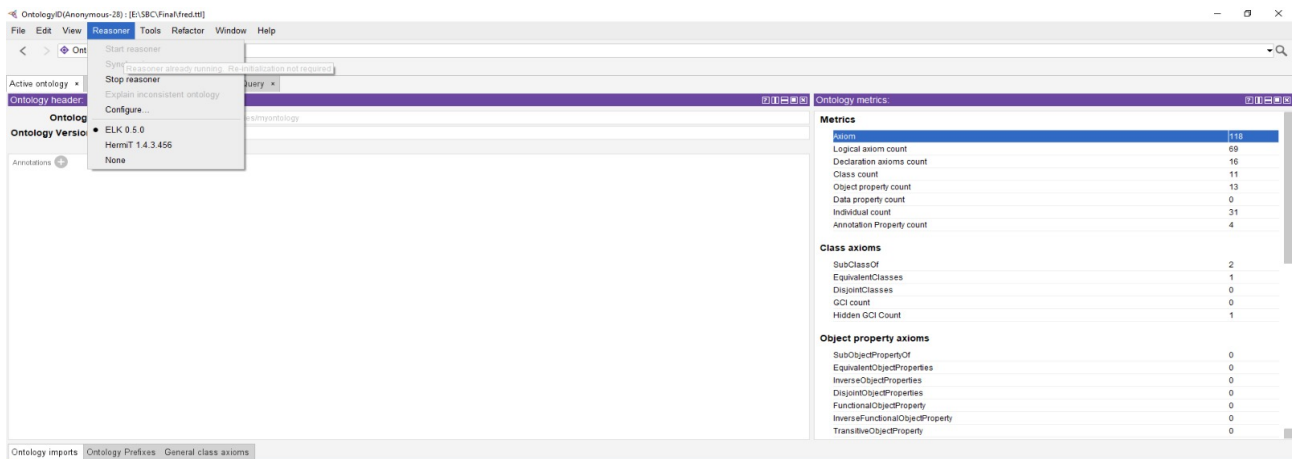 OntologyID(Anonymous-28) : [E:\SBC\Final\fred.ttl]
File Edit View Reasoner Tools Refactor Window Help
Ont
Start reasoner
Reasoner already running. Re-initialization not required
Stop reasoner
Explain inconsistent ontology
Configure...
ELK 0.5.0
HermiT 1.4.3.456
None
Active ontology × Query ×
Ontology header:
Ontolog es/myontology
Ontology Versio
Annotations
Ontology metrics:
Metrics
Axiom 118
Logical axiom count 69
Declaration axioms count 16
Class count 11
Object property count 13
Data property count 0
Individual count 31
Annotation Property count 4
Class axioms
SubClassOf 2
EquivalentClasses 1
DisjointClasses 0
GCI count 0
Hidden GCI Count 1
Object property axioms
SubObjectPropertyOf 0
EquivalentObjectProperties 0
InverseObjectProperties 0
DisjointObjectProperties 0
FunctionalObjectProperty 0
InverseFunctionalObjectProperty 0
TransitiveObjectProperty 0
Ontology imports Ontology Prefixes General class axioms